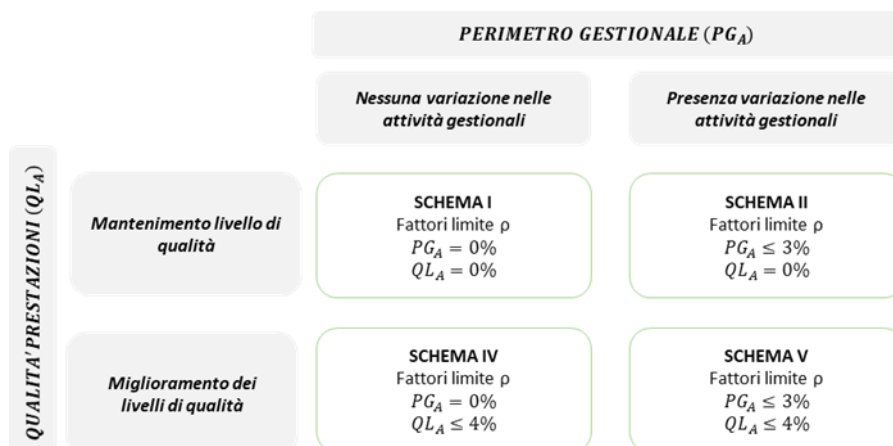 PERIMETRO GESTIONALE (PG_A)
Nessuna variazione nelle
attività gestionali
Presenza variazione nelle
attività gestionali
QUALITA'PRESTAZIONI (QL_A)
Mantenimento livello di
qualità
SCHEMA I
Fattori limite ρ
PG_A = 0%
QL_A = 0%
SCHEMA II
Fattori limite ρ
PG_A ≤ 3%
QL_A = 0%
Miglioramento dei
livelli di qualità
SCHEMA IV
Fattori limite ρ
PG_A = 0%
QL_A ≤ 4%
SCHEMA V
Fattori limite ρ
PG_A ≤ 3%
QL_A ≤ 4%